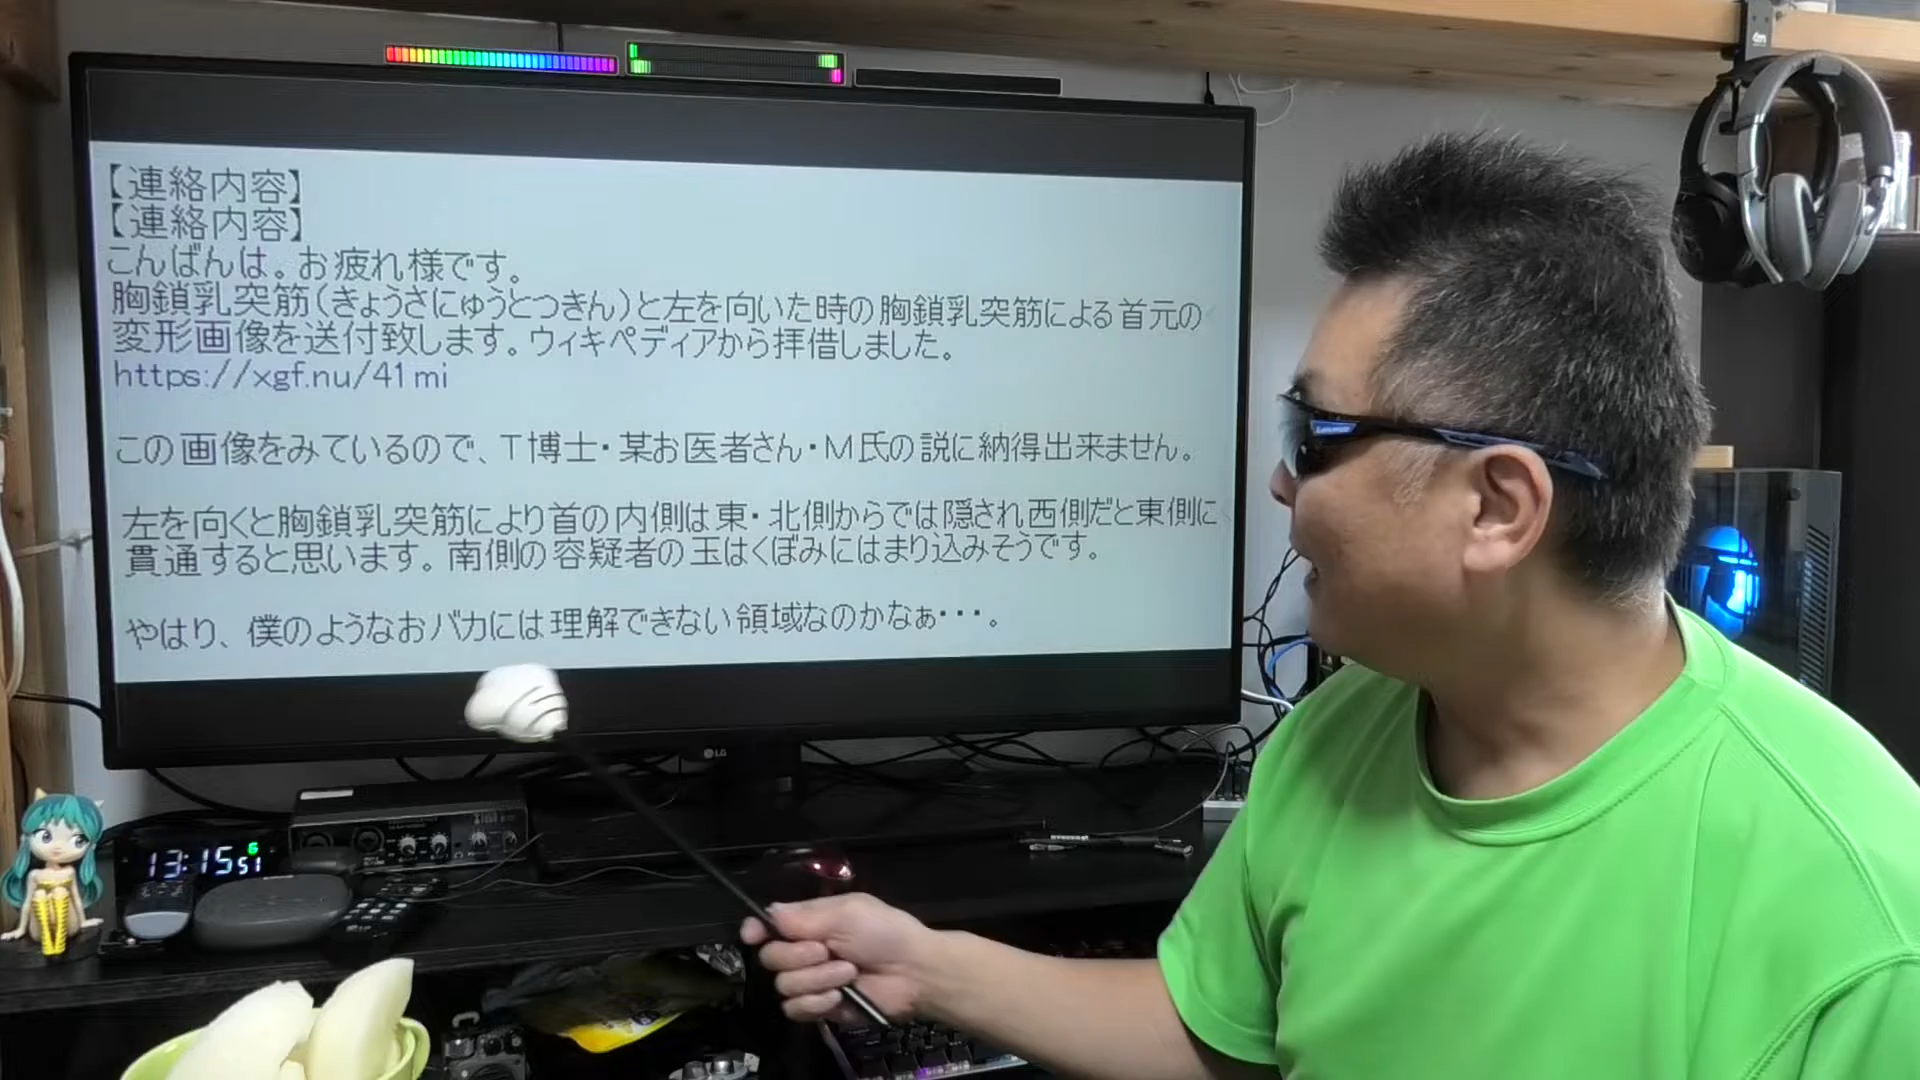 【連絡内容】
【連絡内容】
こんばんは。お疲れ様です。
胸鎖乳突筋(きょうさにゅうとつきん)と左を向いた時の胸鎖乳突筋による首元の
変形画像を送付致します。ウィキペディアから拝借しました。
https://xgf.nu/41mi
この画像をみているので、T博士・某お医者さん・M氏の説に納得出来ません。
左を向くと胸鎖乳突筋により首の内側は東・北側からでは隠され西側だと東側に
貫通すると思います。南側の容疑者の玉はくぼみにはまり込みそうです。
やはり、僕のようなおバカには理解できない領域なのかなぁ・・・。
LG
13:15 51
6